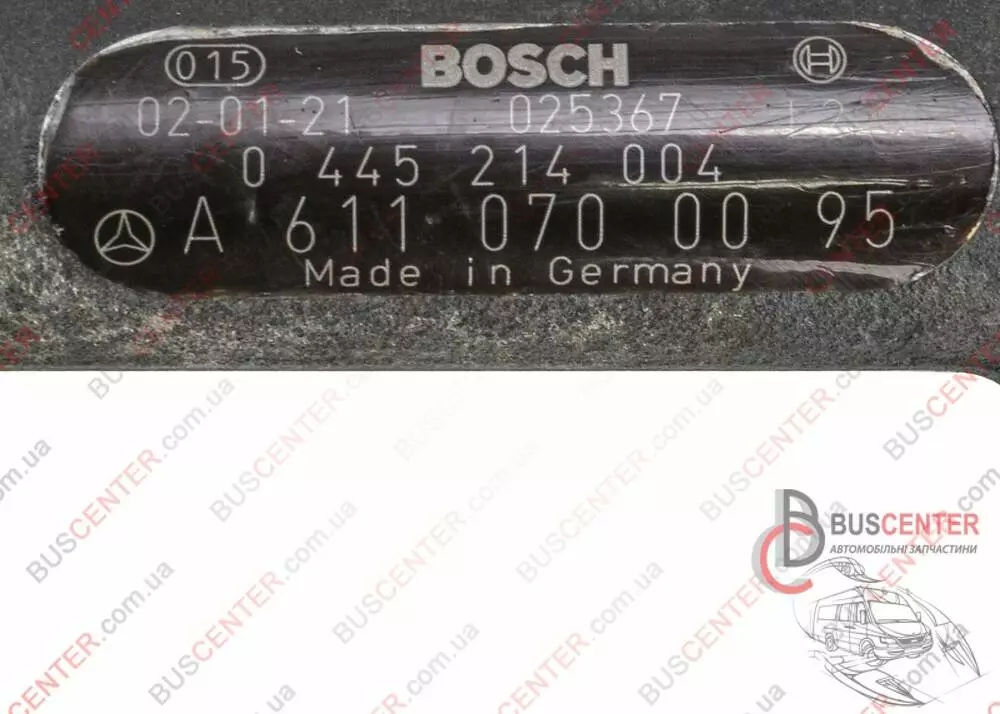 015 BOSCH
02-01-21 025367
0 445 214 004
A 611 070 00 95
Made in Germany
BUSCENTER
АВТОМОБІЛЬНІ ЗАПЧАСТИНИ
BUSCENTER.com.ua